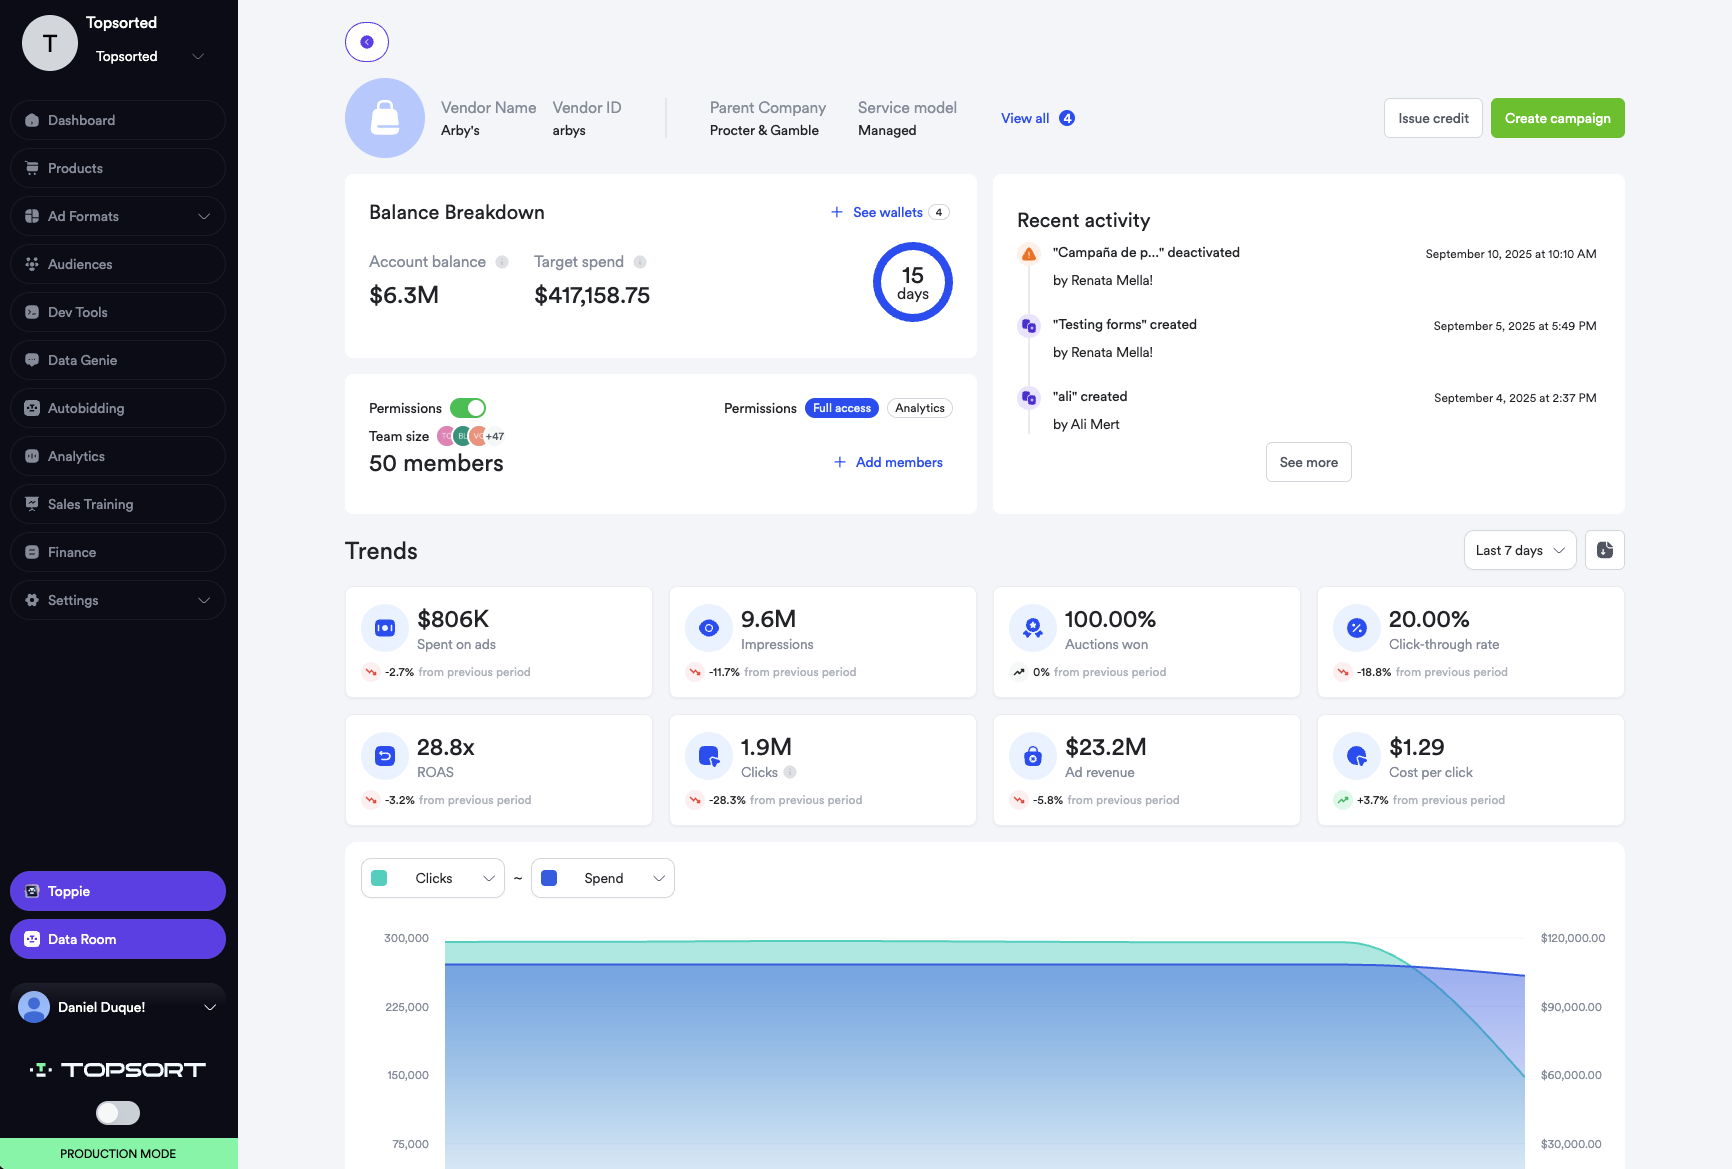 T
Topsorted
Topsorted
Dashboard
Products
Ad Formats
Audiences
Dev Tools
Data Genie
Autobidding
Analytics
Sales Training
Finance
Settings
Toppie
Data Room
Daniel Duque!
TOPSORT
PRODUCTION MODE
Vendor Name
Arby's
Vendor ID
arbys
Parent Company
Procter & Gamble
Service model
Managed
View all 4
Issue credit
Create campaign
Balance Breakdown
See wallets 4
Account balance
$6.3M
Target spend
$417,158.75
15
days
Permissions
Team size +47
50 members
Permissions Full access Analytics
Add members
Recent activity
"Campaña de p..." deactivated
September 10, 2025 at 10:10 AM
by Renata Mella!
"Testing forms" created
September 5, 2025 at 5:49 PM
by Renata Mella!
"ali" created
September 4, 2025 at 2:37 PM
by Ali Mert
See more
Trends
Last 7 days
$806K
Spent on ads
-2.7% from previous period
9.6M
Impressions
-11.7% from previous period
100.00%
Auctions won
0% from previous period
20.00%
Click-through rate
-18.8% from previous period
28.8x
ROAS
-3.2% from previous period
1.9M
Clicks
-28.3% from previous period
$23.2M
Ad revenue
-5.8% from previous period
$1.29
Cost per click
+3.7% from previous period
Clicks ~ Spend
300,000
225,000
150,000
75,000
$120,000.00
$90,000.00
$60,000.00
$30,000.00